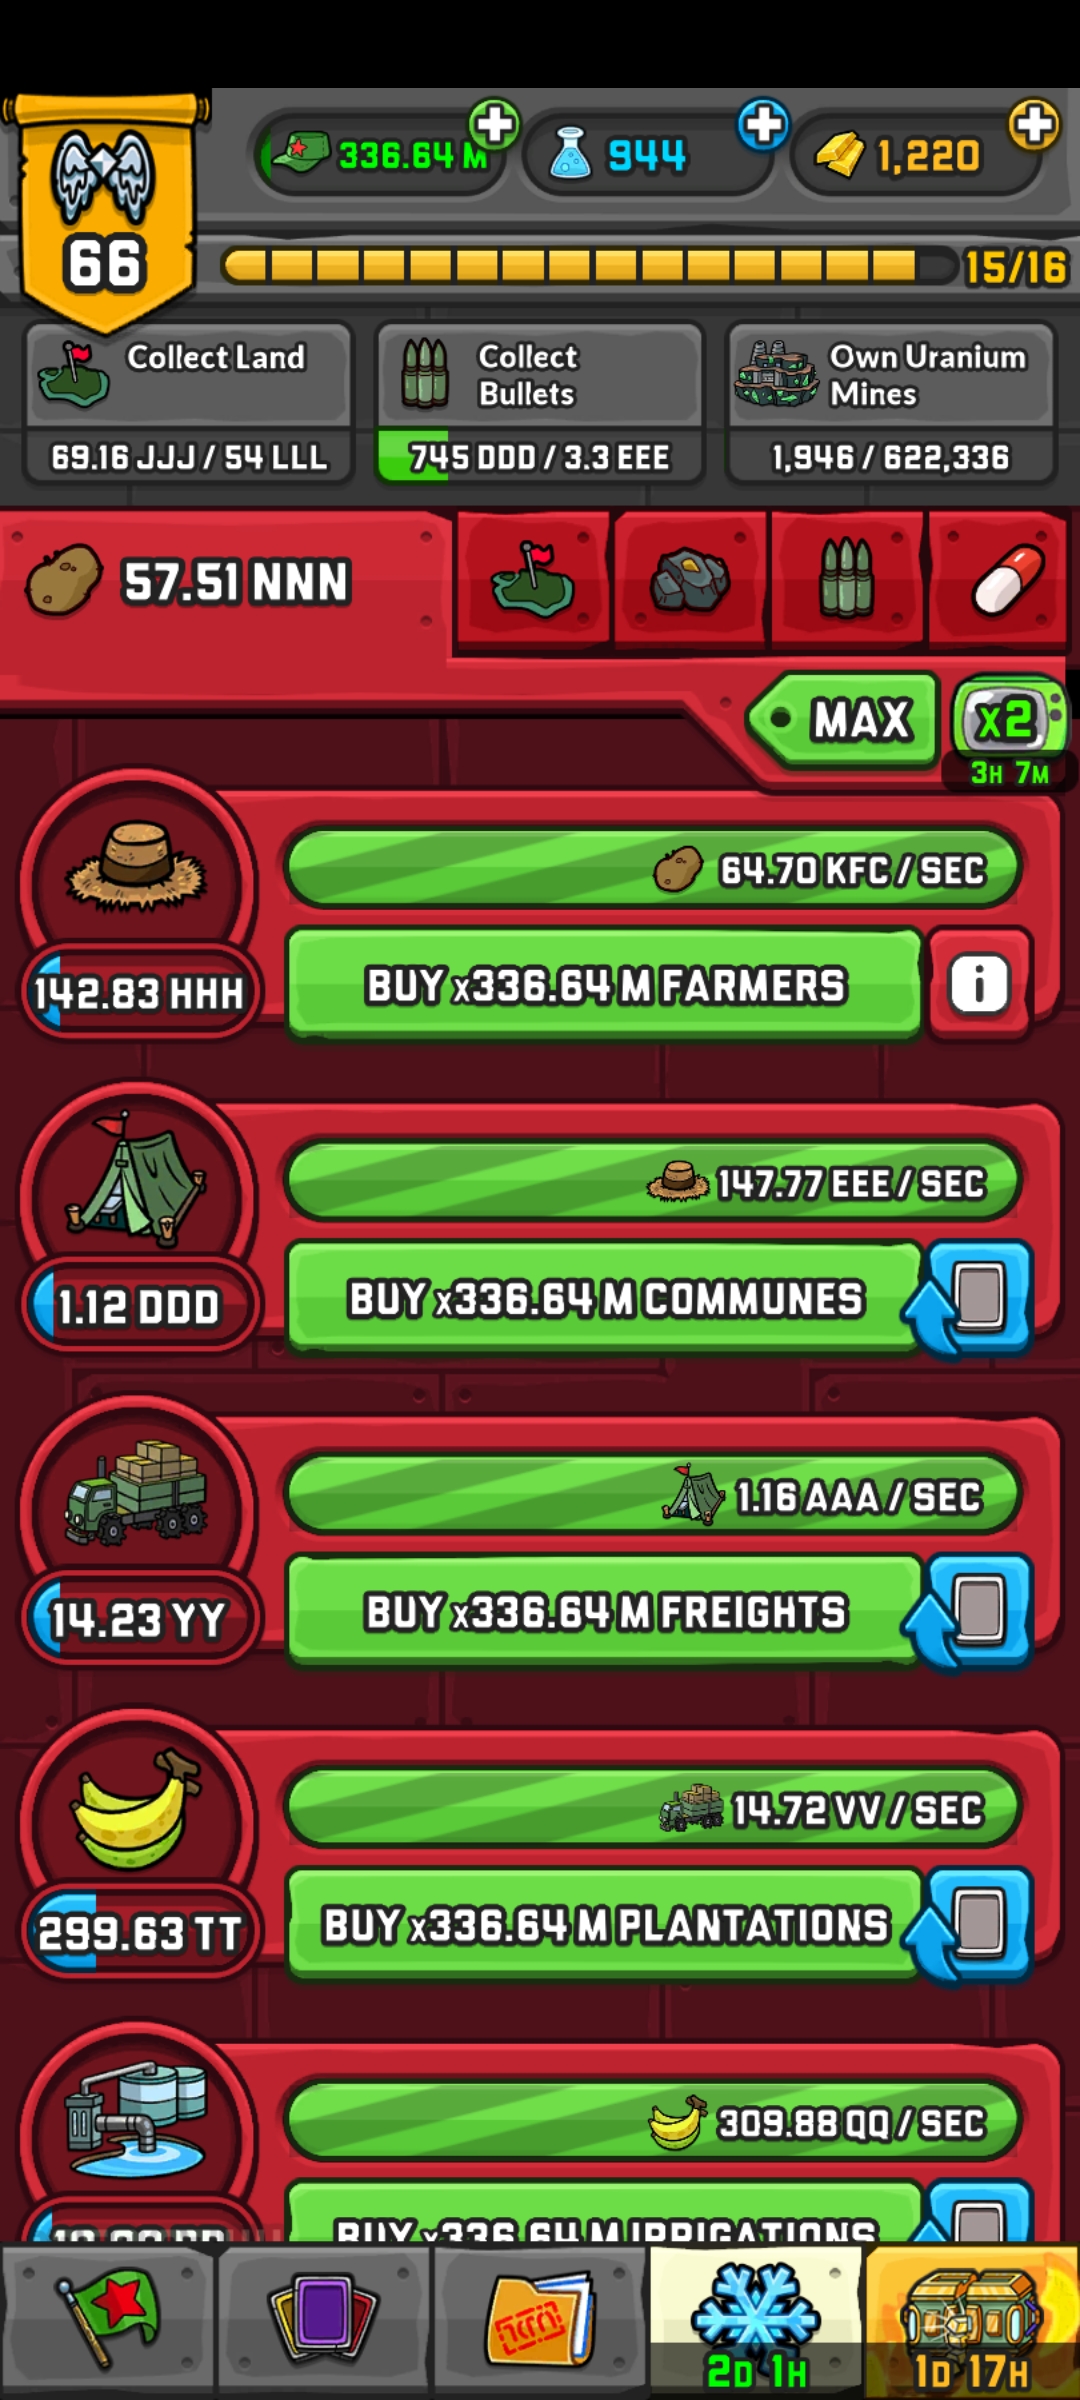 336.64 M
944
1,220
66
15/16
Collect Land
69.16 JJJ / 54 LLL
Collect
Bullets
745 DDD / 3.3 EEE
Own Uranium
Mines
1,946 / 622,336
57.51 NNN
MAX
x2
3H 7M
64.70 KFC / SEC
142.83 HHH
BUY x336.64 M FARMERS
i
147.77 EEE / SEC
1.12 DDD
BUY x336.64 M COMMUNES
1.16 AAA / SEC
14.23 YY
BUY x336.64 M FREIGHTS
14.72 VV / SEC
299.63 TT
BUY x336.64 M PLANTATIONS
309.88 QQ / SEC
BUY x336.64 M IRRIGATIONS
2D 1H
1D 17H